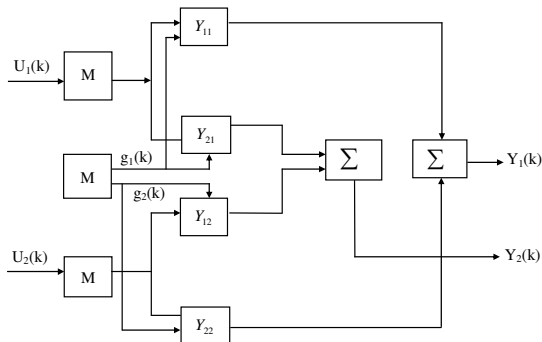 Y₁₁
U₁(k)
M
g₁(k)
Y₂₁
M
∑
∑
Y₁(k)
g₂(k)
Y₁₂
U₂(k)
M
Y₂(k)
Y₂₂